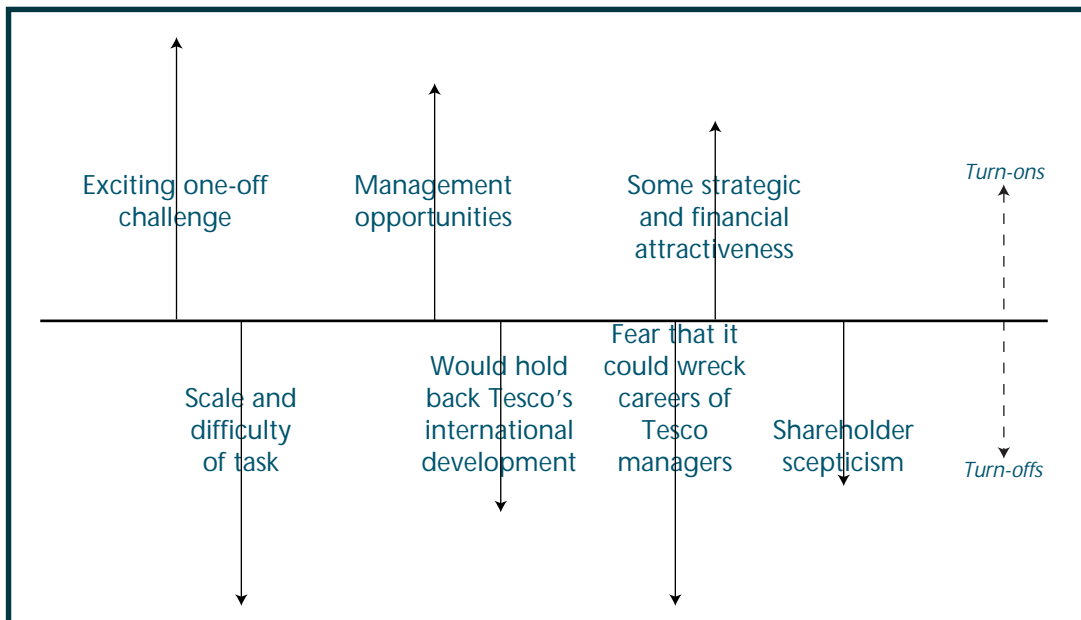 Exciting one-off
challenge
Management
opportunities
Some strategic
and financial
attractiveness
Turn-ons
Scale and
difficulty
of task
Would hold
back Tesco’s
international
development
Fear that it
could wreck
careers of
Tesco
managers
Shareholder
scepticism
Turn-offs